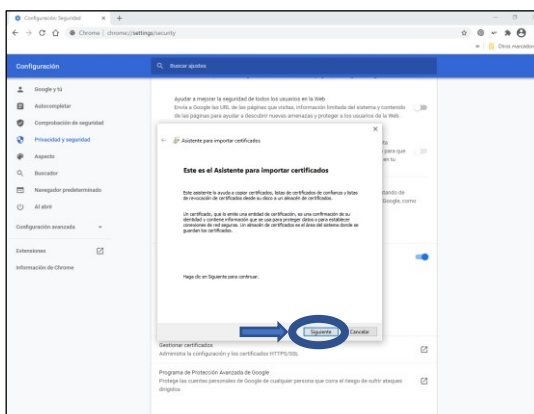 Configuración: Seguridad
Chrome | chrome://settings/security
Otros marcadores
Configuración
Buscar ajustes
Google y tú
Autocompletar
Comprobación de seguridad
Privacidad y seguridad
Aspecto
Buscador
Navegador predeterminado
Al abrir
Configuración avanzada
Extensiones
Información de Chrome
Ayudar a mejorar la seguridad de todos los usuarios en la Web
Envía a Google las URL de las páginas que visitas, información limitada del sistema y contenido
de las páginas para ayudar a descubrir nuevas amenazas y proteger a los usuarios de la Web.
para que
en tu
Google, como
Asistente para importar certificados
Este es el Asistente para importar certificados
Este asistente lo ayuda a copiar certificados, listas de certificados de confianza y listas
de revocación de certificados desde su disco a un almacén de certificados.
Un certificado, que lo emite una entidad de certificación, es una confirmación de su
identidad y contiene información que se usa para proteger datos o para establecer
conexiones de red seguras. Un almacén de certificados es el área del sistema donde se
guardan los certificados.
Haga clic en Siguiente para continuar.
Siguiente
Cancelar
Gestionar certificados
Administra la configuración y los certificados HTTPS/SSL
Programa de Protección Avanzada de Google
Protege las cuentas personales de Google de cualquier persona que corra el riesgo de sufrir ataques
dirigidos